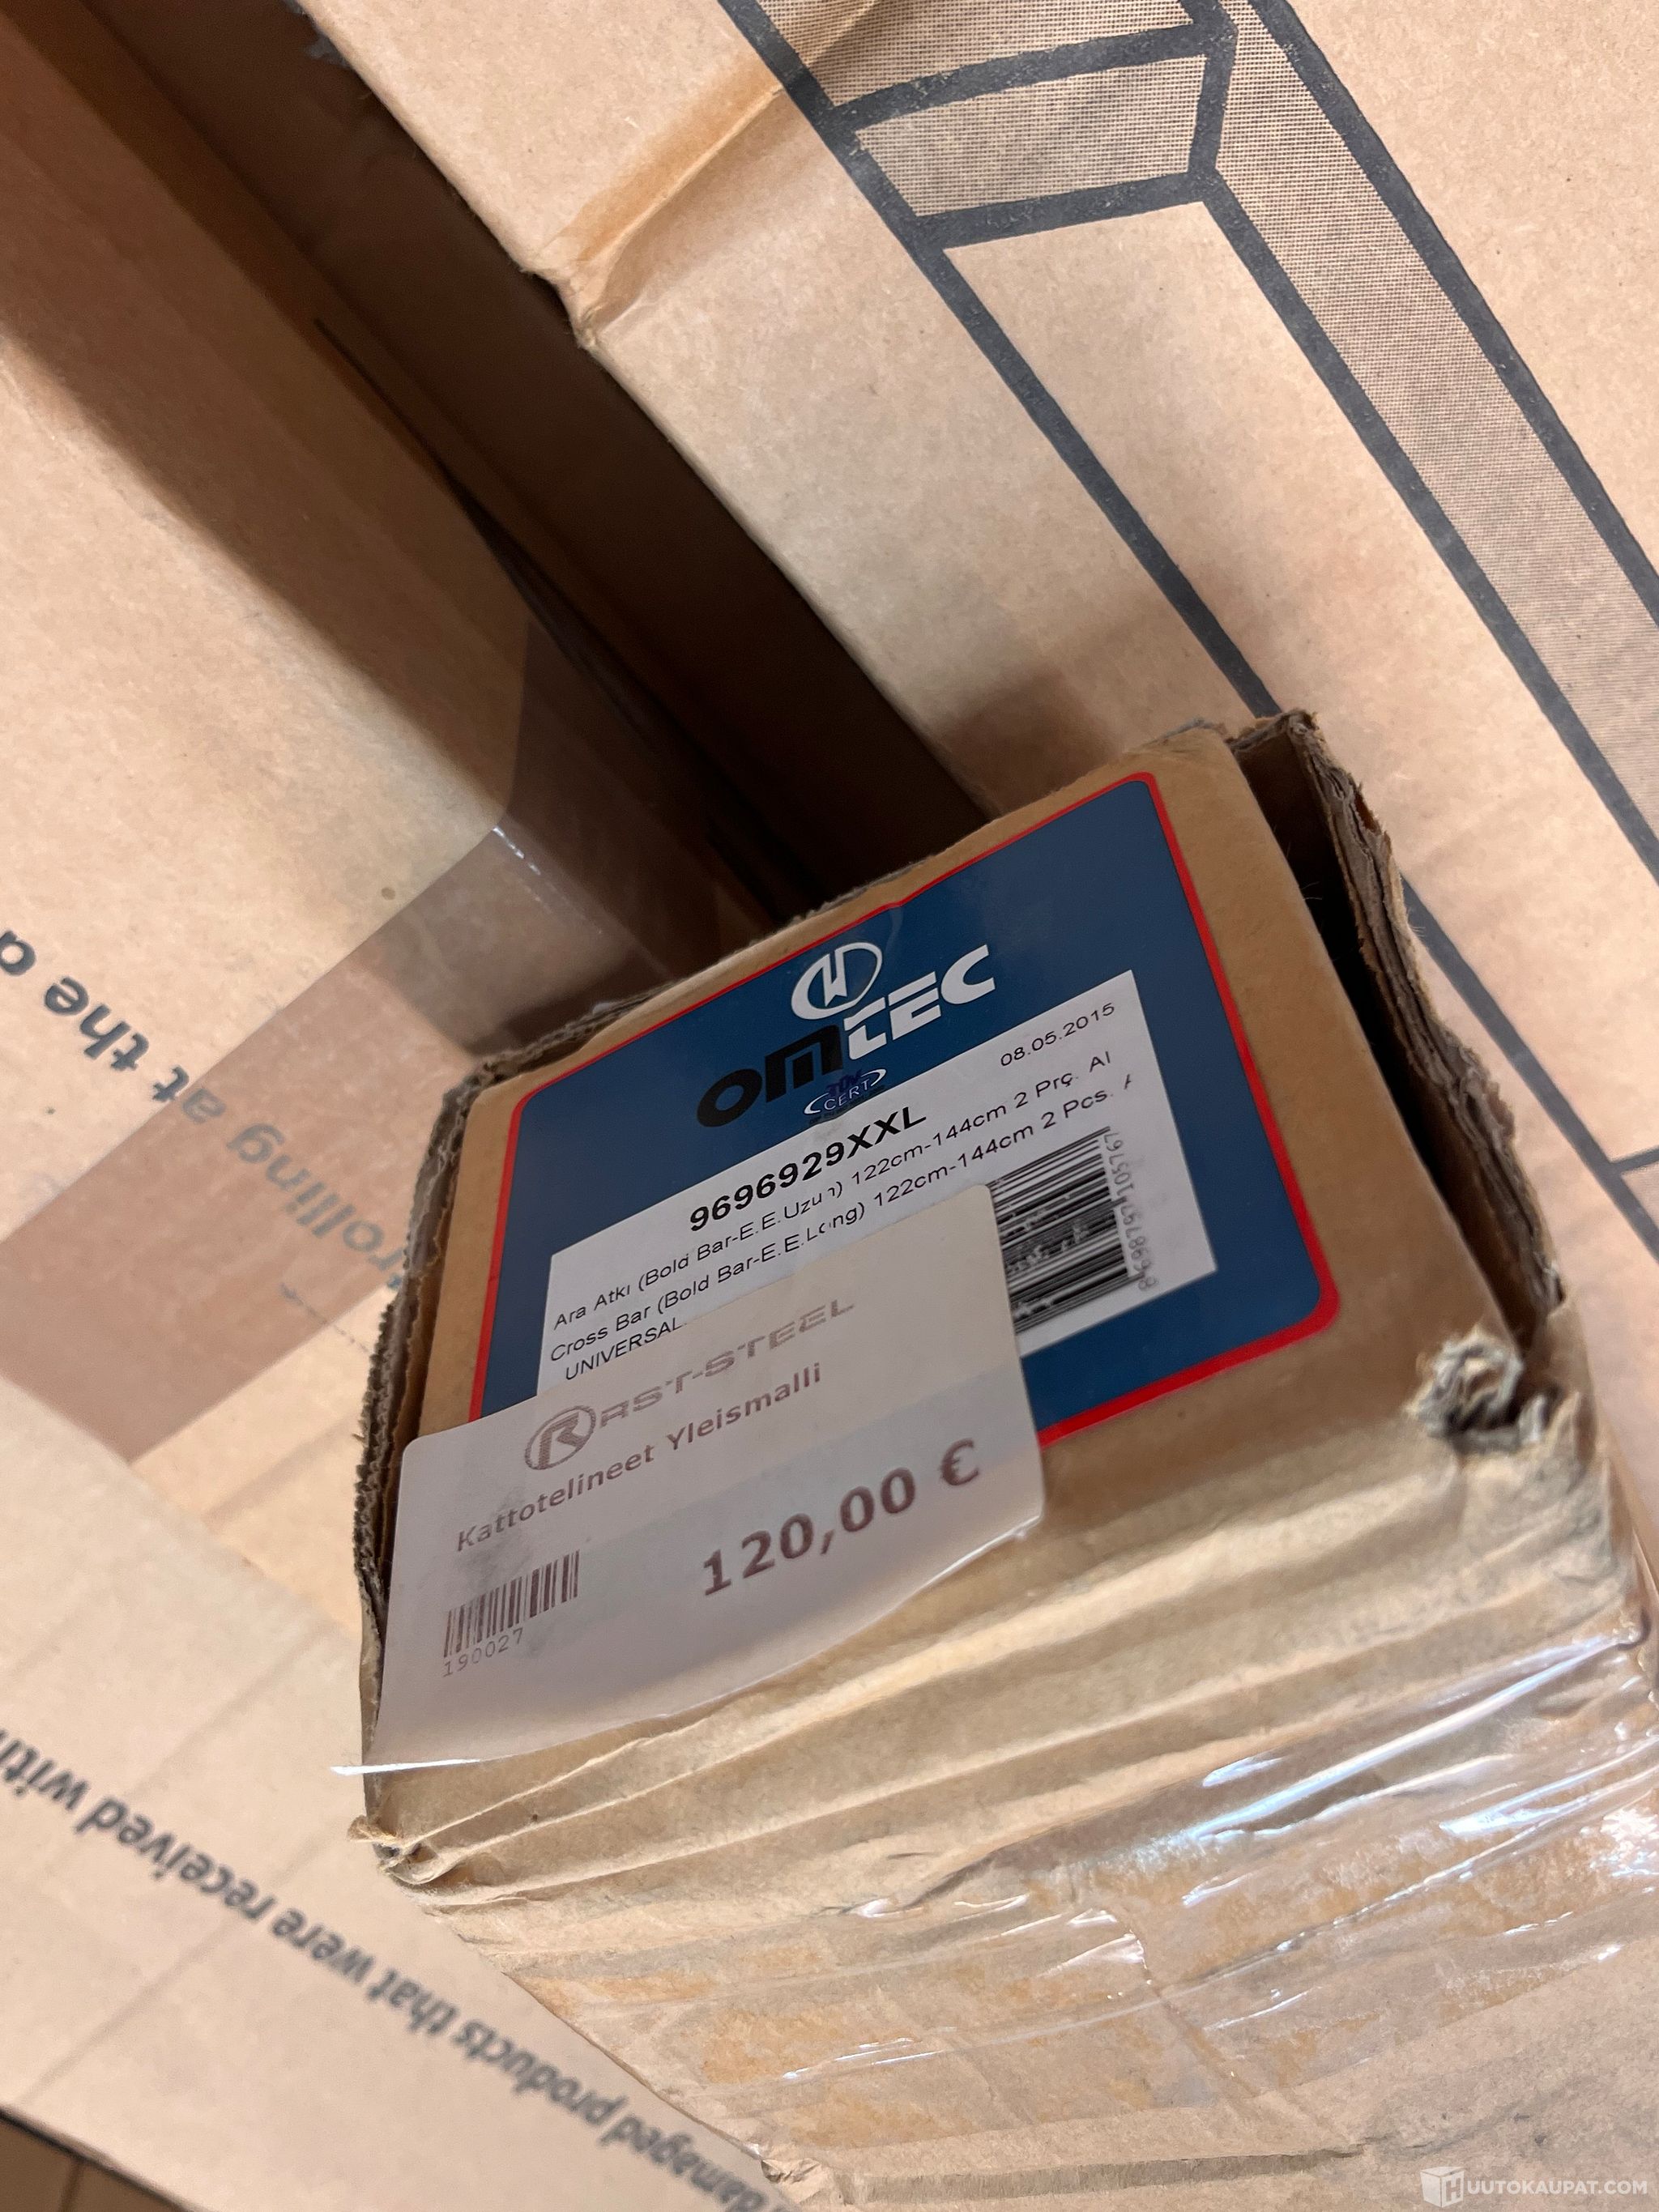 omtec
TÜV
CERT
08.05.2015
9696929XXL
Ara Atkı (Bold Bar-E.E.Uzun) 122cm-144cm 2 Prç. Al
Cross Bar (Bold Bar-E.E.Long) 122cm-144cm 2 Pcs.
UNIVERSAL
RST-STEEL
Kattotelineet Yleismalli
120,00 €
190027
rolling at the
damaged products that were received
HUUTOKAUPAT.COM